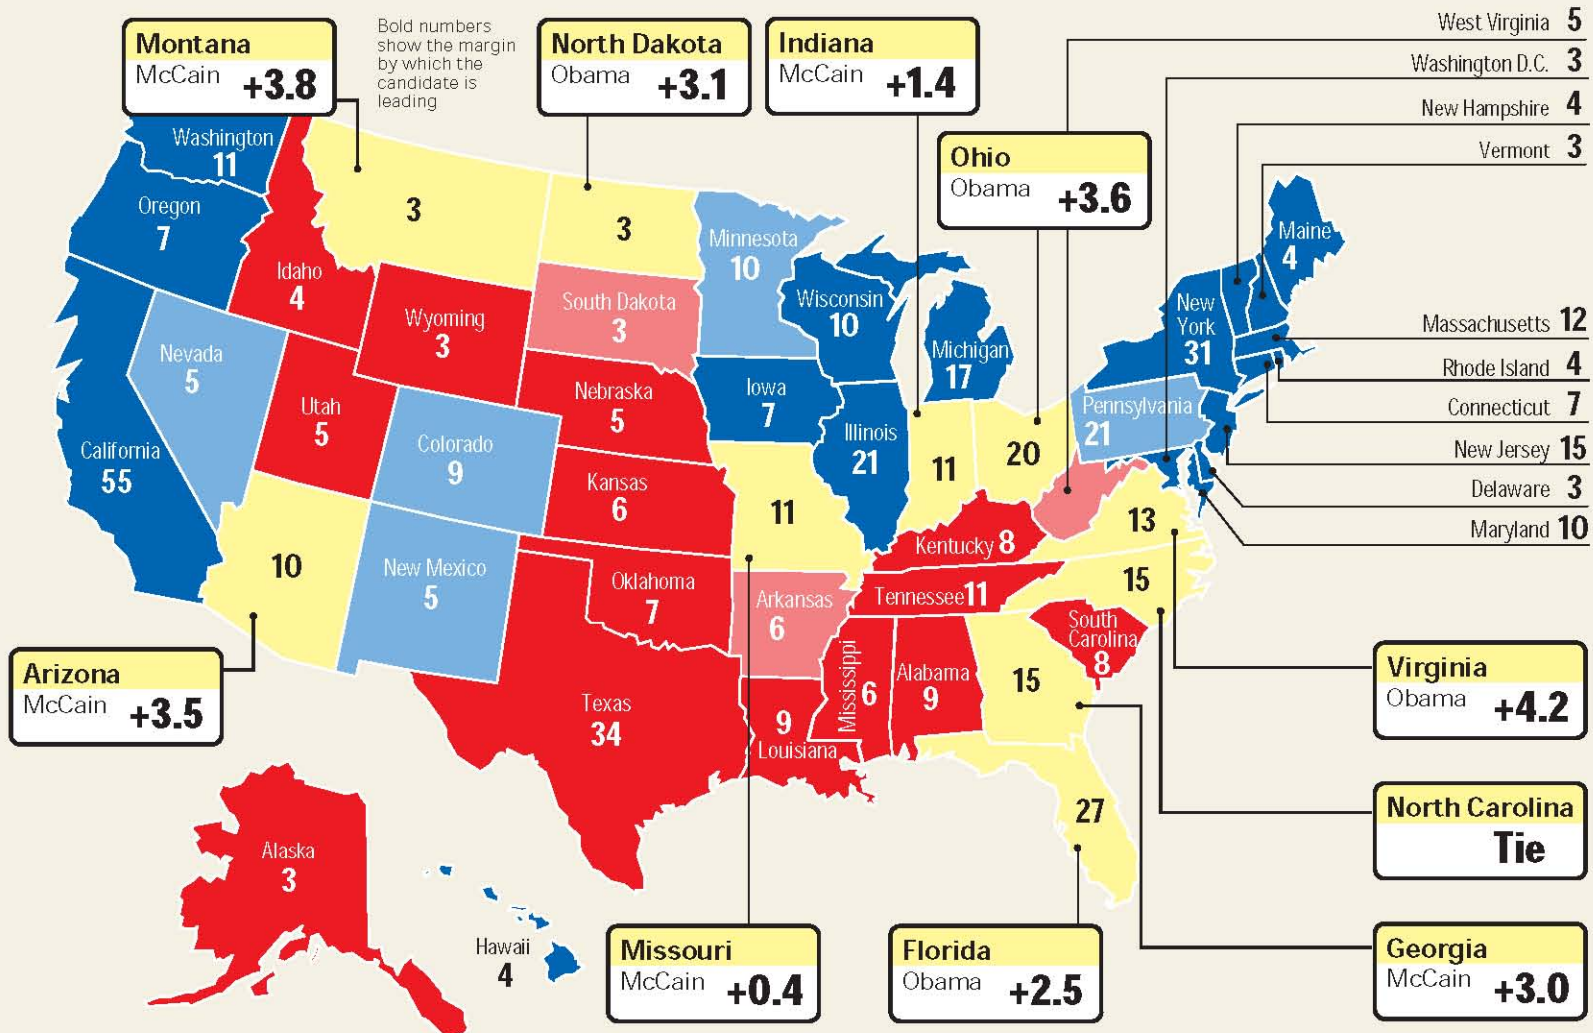 Montana
McCain +3.8
Bold numbers
show the margin
by which the
candidate is
leading
North Dakota
Obama +3.1
Indiana
McCain +1.4
Ohio
Obama +3.6
West Virginia 5
Washington D.C. 3
New Hampshire 4
Vermont 3
Washington
11
Oregon
7
Idaho
4
3
3
Minnesota
10
Wisconsin
10
Michigan
17
Maine
4
New
York
31
Massachusetts 12
Rhode Island 4
Connecticut 7
New Jersey 15
Delaware 3
Maryland 10
Wyoming
3
South Dakota
3
Nevada
5
Utah
5
Nebraska
5
Iowa
7
Illinois
21
11
20
Pennsylvania
21
California
55
Colorado
9
Kansas
6
11
Kentucky 8
13
10
New Mexico
5
Oklahoma
7
Arkansas
6
Tennessee 11
15
South
Carolina
8
Texas
34
9
Louisiana
Mississippi
6
Alabama
9
15
27
Arizona
McCain +3.5
Virginia
Obama +4.2
North Carolina
Tie
Georgia
McCain +3.0
Alaska
3
Hawaii
4
Missouri
McCain +0.4
Florida
Obama +2.5